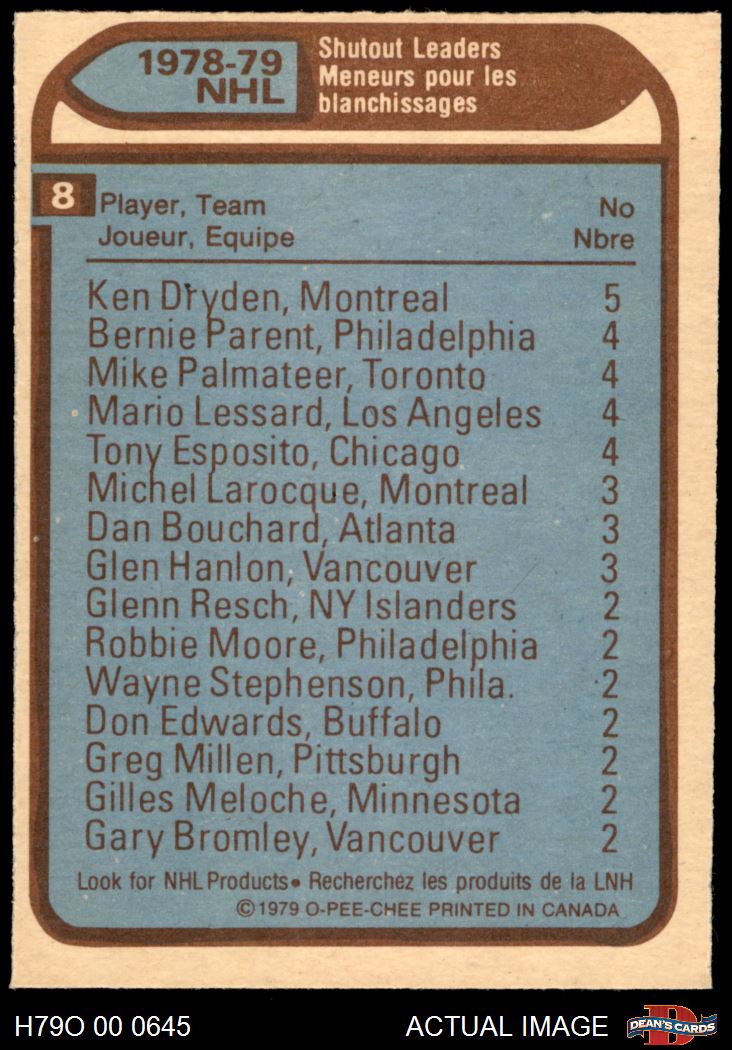 1978-79
NHL
Shutout Leaders
Meneurs pour les
blanchissages
8
Player, Team No
Joueur, Equipe Nbre
Ken Dryden, Montreal 5
Bernie Parent, Philadelphia 4
Mike Palmateer, Toronto 4
Mario Lessard, Los Angeles 4
Tony Esposito, Chicago 4
Michel Larocque, Montreal 3
Dan Bouchard, Atlanta 3
Glen Hanlon, Vancouver 3
Glenn Resch, NY Islanders 2
Robbie Moore, Philadelphia 2
Wayne Stephenson, Phila. 2
Don Edwards, Buffalo 2
Greg Millen, Pittsburgh 2
Gilles Meloche, Minnesota 2
Gary Bromley, Vancouver 2
Look for NHL Products• Recherchez les produits de la LNH
©1979 O-PEE-CHEE PRINTED IN CANADA
H79O 00 0645 ACTUAL IMAGE D DEAN'S CARDS